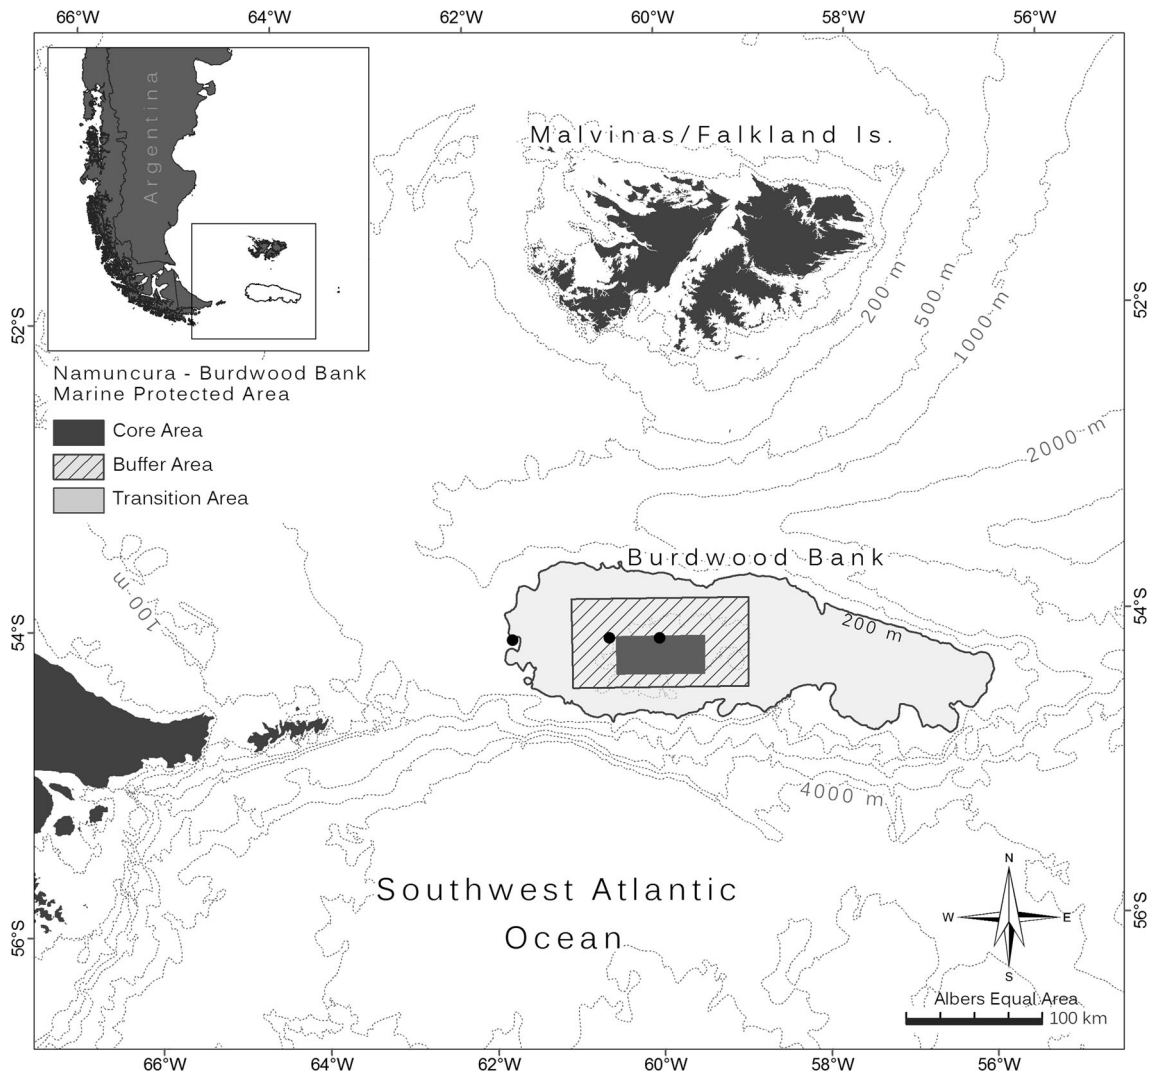 66°W 64°W 62°W 60°W 58°W 56°W
Argentina
Malvinas/Falkland Is.
200 m
500 m
1000 m
52°S
52°S
Namuncura - Burdwood Bank
Marine Protected Area
Core Area
Buffer Area
Transition Area
2000 m
Burdwood Bank
100 m
54°S
54°S
200 m
4000 m
Southwest Atlantic
Ocean
56°S
56°S
N
W E
S
Albers Equal Area
100 km
66°W 64°W 62°W 60°W 58°W 56°W